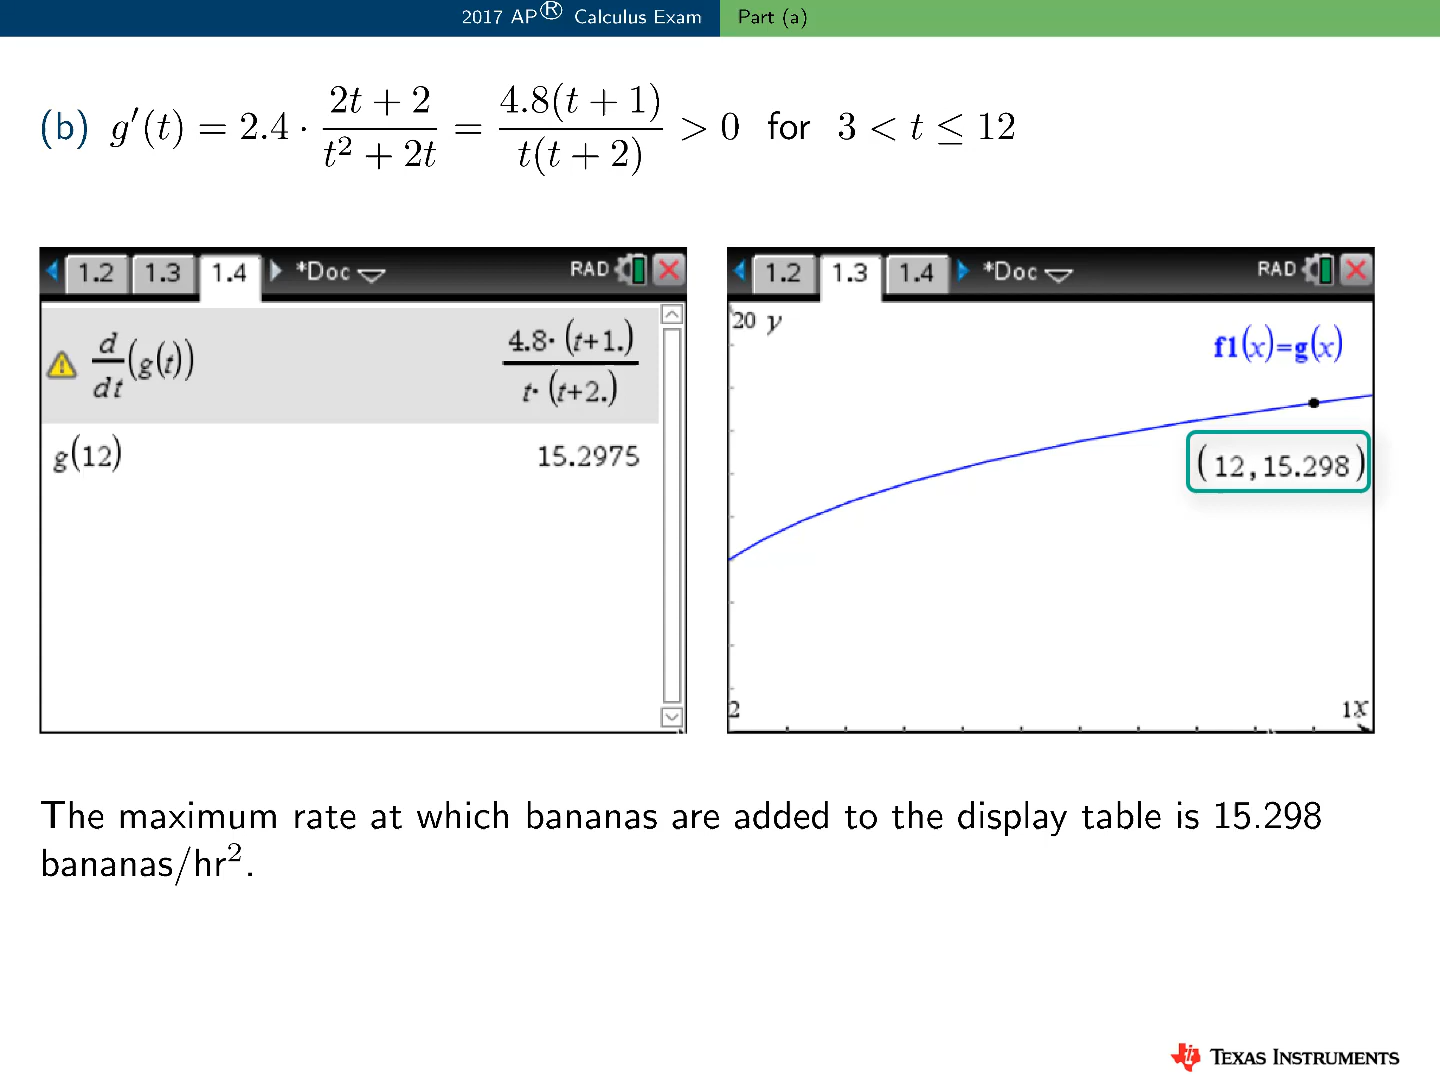 2017 AP® Calculus Exam Part (a)
(b) g′(t) = 2.4 · (2t + 2)/(t² + 2t) = 4.8(t + 1)/(t(t + 2)) > 0 for 3 < t ≤ 12
1.2 1.3 1.4 *Doc RAD
d/dt(g(t)) 4.8·(t+1.)/(t·(t+2.))
g(12) 15.2975
1.2 1.3 1.4 *Doc RAD
20 y
f1(x)=g(x)
(12,15.298)
2 1x
The maximum rate at which bananas are added to the display table is 15.298
bananas/hr².
TEXAS INSTRUMENTS